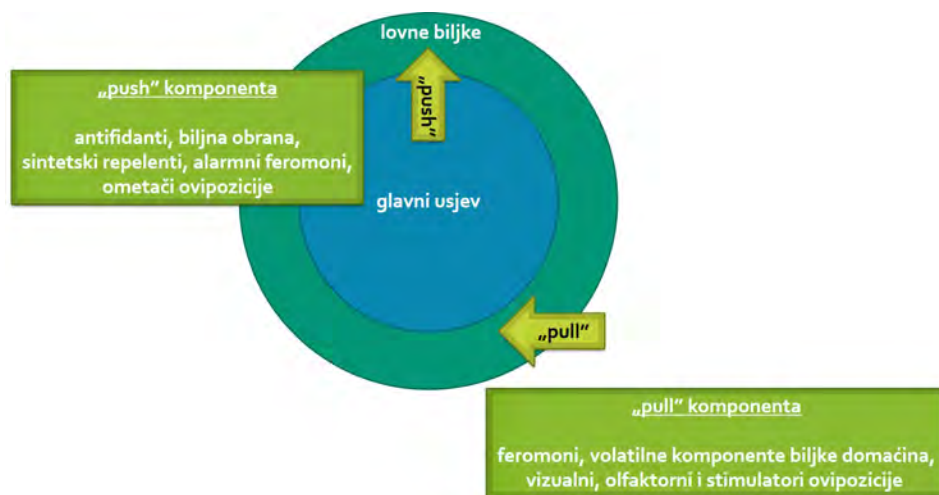 lovne biljke
„push” komponenta
antifidanti, biljna obrana,
sintetski repelenti, alarmni feromoni,
ometači ovipozicije
„push”
glavni usjev
„pull”
„pull” komponenta
feromoni, volatilne komponente biljke domaćina,
vizualni, olfaktorni i stimulatori ovipozicije